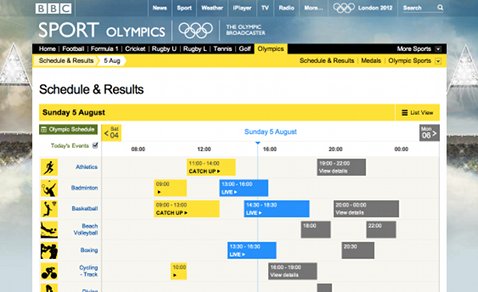 BBC News Sport Weather iPlayer TV Radio More... London 2012 Search
SPORT OLYMPICS THE OLYMPIC BROADCASTER
Home Football Formula 1 Cricket Rugby U Rugby L Tennis Golf Olympics More Sports
Schedule & Results 5 Aug Schedule & Results Medals Olympic Sports
Schedule & Results
Sunday 5 August List View
Olympic Schedule Sat 04 Sunday 5 August Mon 06
Today's Events 08:00 12:00 16:00 20:00 00:00
Athletics 11:00 - 14:00 CATCH UP 19:00 - 22:00 View details
Badminton 09:00 13:00 - 16:00 LIVE
Basketball 09:00 - 13:00 CATCH UP 14:30 - 18:30 LIVE 20:00 - 00:00 View details
Beach Volleyball 18:00 22:00
Boxing 13:30 - 16:30 LIVE 20:30
Cycling - Track 10:00 16:00 - 19:00 View details
Diving